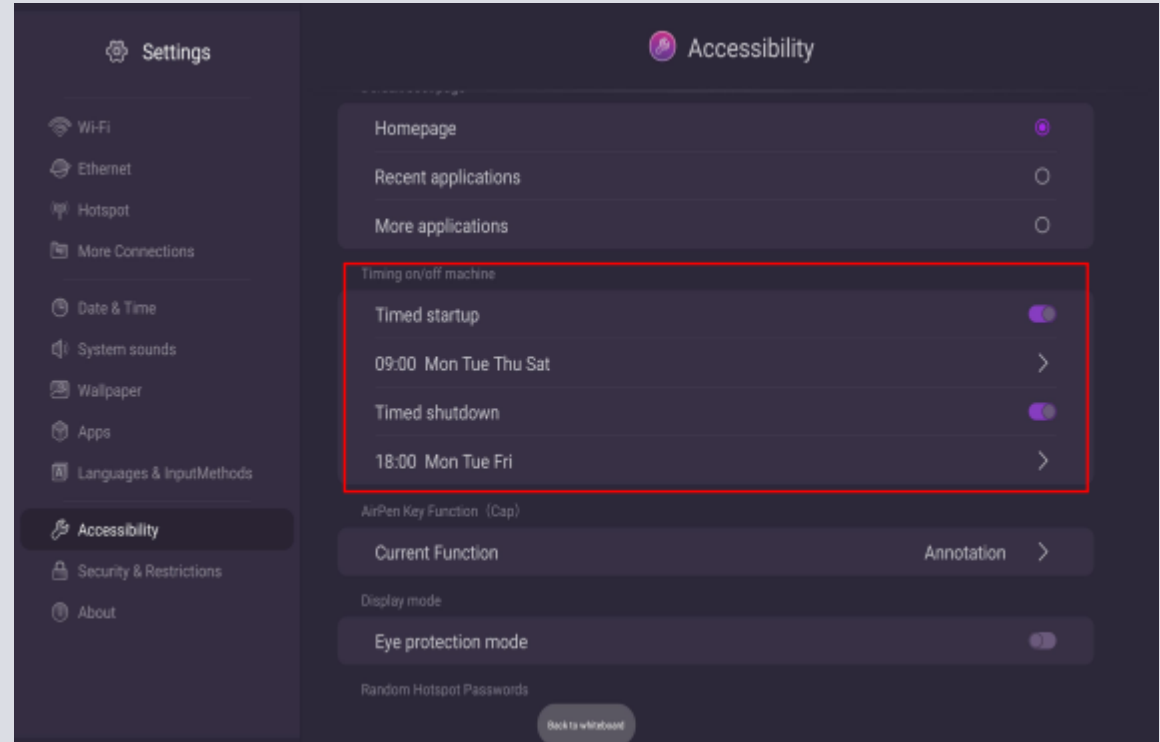 Settings
Accessibility
Wi-Fi
Ethernet
Hotspot
More Connections
Date & Time
System sounds
Wallpaper
Apps
Languages & InputMethods
Accessibility
Security & Restrictions
About
Homepage
Recent applications
More applications
Timing on/off machine
Timed startup
09:00 Mon Tue Thu Sat
Timed shutdown
18:00 Mon Tue Fri
AirPen Key Function (Cap)
Current Function Annotation
Display mode
Eye protection mode
Random Hotspot Passwords
Back to whiteboard